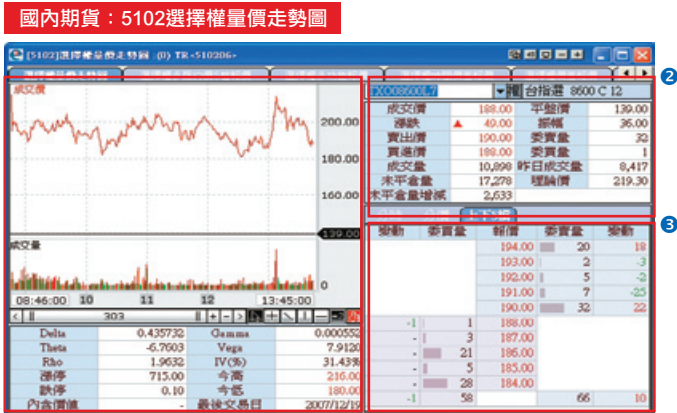 國內期貨：5102選擇權量價走勢圖
[5102]選擇權量價走勢圖 (0) TR -510206-
成交價
200.00
180.00
160.00
139.00
成交量
0
08:46:00 10 11 12 13:45:00
303
Delta 0.435732 Gamma 0.000552
Theta -6.7603 Vega 7.9120
Rho 1.9632 IV(%) 31.43%
漲停 715.00 今高 216.00
跌停 0.10 今低 180.00
內含價值 - 最後交易日 2007/12/19
2
TXO08600L7 權 台指選 8600 C 12
成交價 188.00 平盤價 139.00
漲跌 ▲ 49.00 振幅 36.00
賣出價 190.00 委賣量 32
買進價 188.00 委買量 1
成交量 10,898 昨日成交量 8,417
未平倉量 17,278 理論價 219.30
未平倉量增減 2,633
3
上下五檔
變動 委買量 報價 委賣量 變動
194.00 20 18
193.00 2 -3
192.00 5 -2
191.00 7 -25
190.00 32 22
-1 1 188.00
- 3 187.00
- 21 186.00
- 5 185.00
- 28 184.00
-1 58 66 10